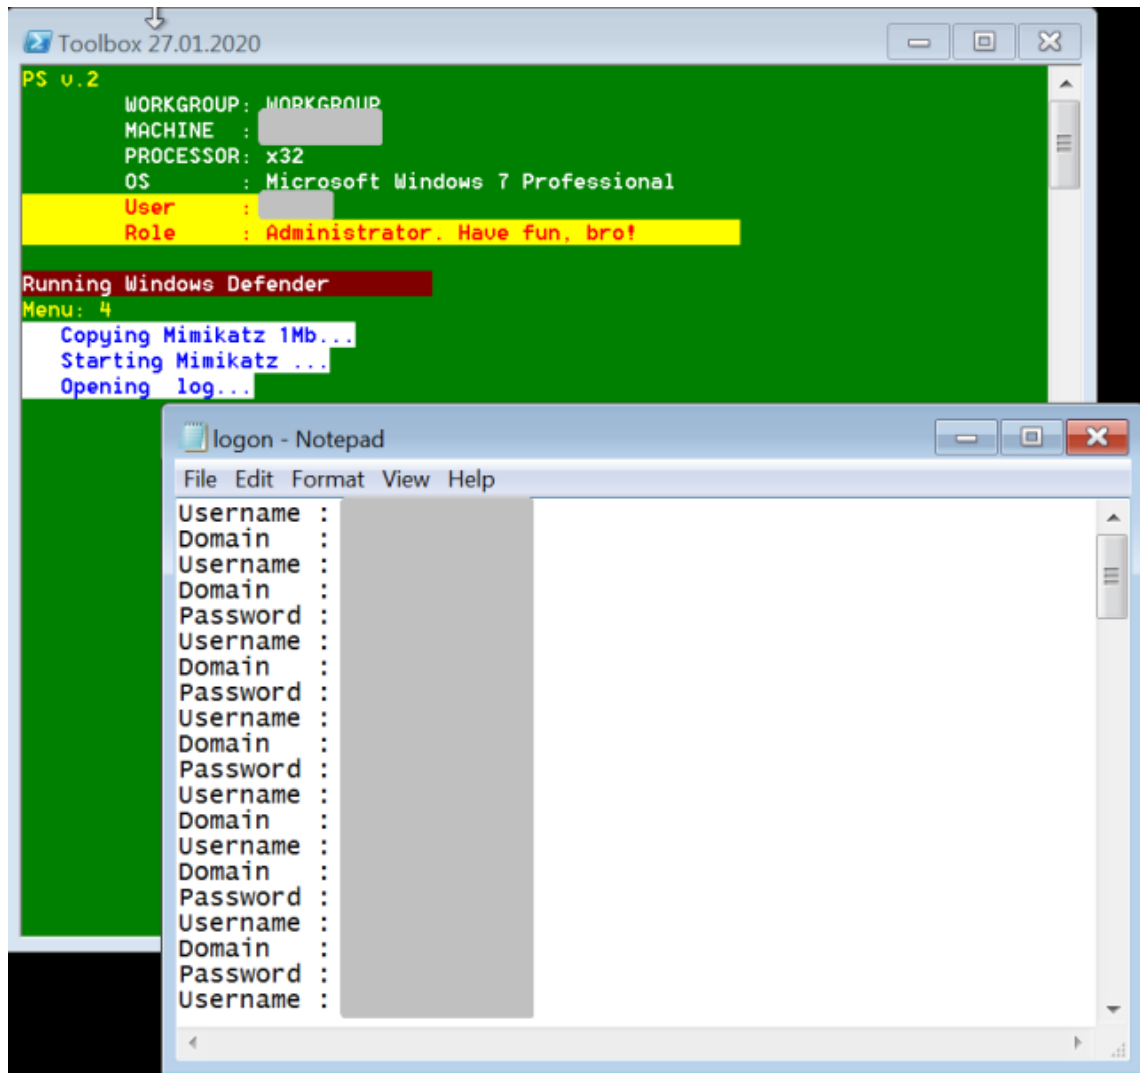 Toolbox 27.01.2020
PS v.2
WORKGROUP: WORKGROUP
MACHINE :
PROCESSOR: x32
OS : Microsoft Windows 7 Professional
User :
Role : Administrator. Have fun, bro!
Running Windows Defender
Menu: 4
Copying Mimikatz 1Mb...
Starting Mimikatz ...
Opening log...
logon - Notepad
File Edit Format View Help
Username :
Domain :
Username :
Domain :
Password :
Username :
Domain :
Password :
Username :
Domain :
Password :
Username :
Domain :
Username :
Domain :
Password :
Username :
Domain :
Password :
Username :